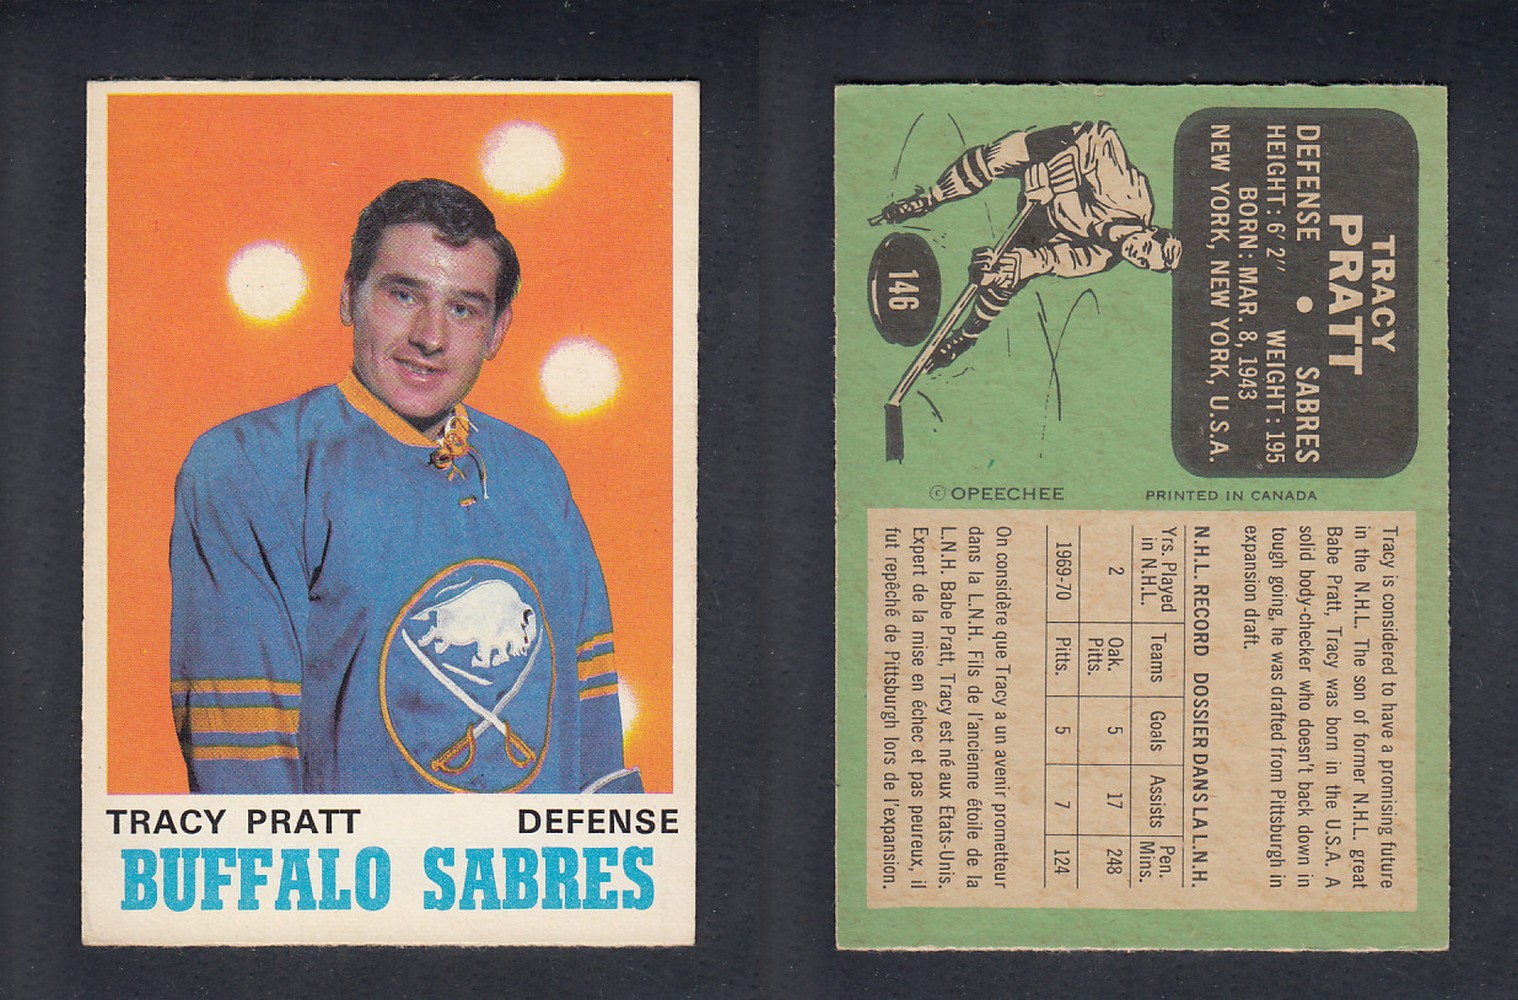 TRACY PRATT DEFENSE
BUFFALO SABRES
TRACY
PRATT
DEFENSE • SABRES
HEIGHT: 6' 2" WEIGHT: 195
BORN: MAR. 8, 1943
NEW YORK, NEW YORK, U.S.A.
146
© OPEECHEE PRINTED IN CANADA
Tracy is considered to have a promising future
in the N.H.L. The son of former N.H.L. great
Babe Pratt, Tracy was born in the U.S.A. A
solid body-checker who doesn't back down in
tough going, he was drafted from Pittsburgh in
expansion draft.
N.H.L. RECORD DOSSIER DANS LA L.N.H.
Yrs. Played in N.H.L. Teams Goals Assists Pen. Mins.
2 Oak. Pitts. 5 17 248
1969-70 Pitts. 5 7 124
On considère que Tracy a un avenir prometteur
dans la L.N.H. Fils de l'ancienne étoile de la
L.N.H. Babe Pratt, Tracy est né aux Etats-Unis.
Expert de la mise en échec et pas peureux, il
fut repêché de Pittsburgh lors de l'expansion.